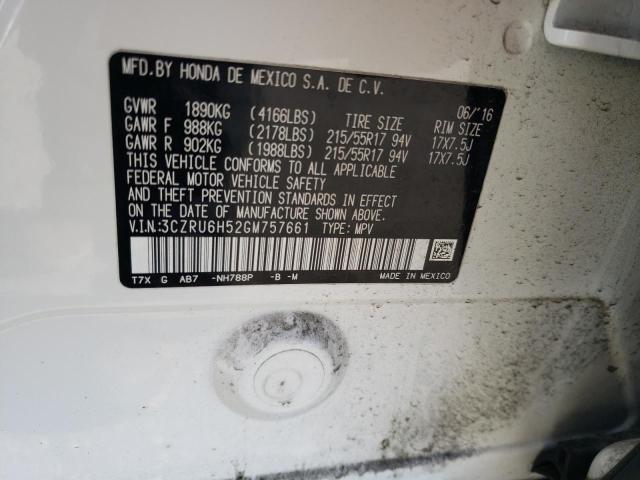 MFD.BY HONDA DE MEXICO S.A. DE C.V.
06/'16
GVWR 1890KG (4166LBS) TIRE SIZE RIM SIZE
GAWR F 988KG (2178LBS) 215/55R17 94V 17X7.5J
GAWR R 902KG (1988LBS) 215/55R17 94V 17X7.5J
THIS VEHICLE CONFORMS TO ALL APPLICABLE
FEDERAL MOTOR VEHICLE SAFETY
AND THEFT PREVENTION STANDARDS IN EFFECT
ON THE DATE OF MANUFACTURE SHOWN ABOVE.
V.I.N:3CZRU6H52GM757661 TYPE: MPV
T7X G AB7 -NH788P -B -M MADE IN MEXICO